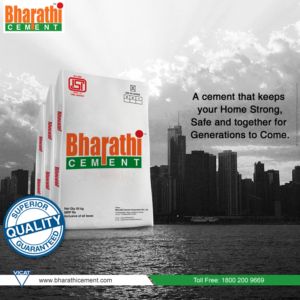 Bharathi
CEMENT
A cement that keeps
your Home Strong,
Safe and together for
Generations to Come.
Bharathi
CEMENT
SUPERIOR
QUALITY
GUARANTEED
VICAT
www.bharathicement.com
Toll Free: 1800 200 9669